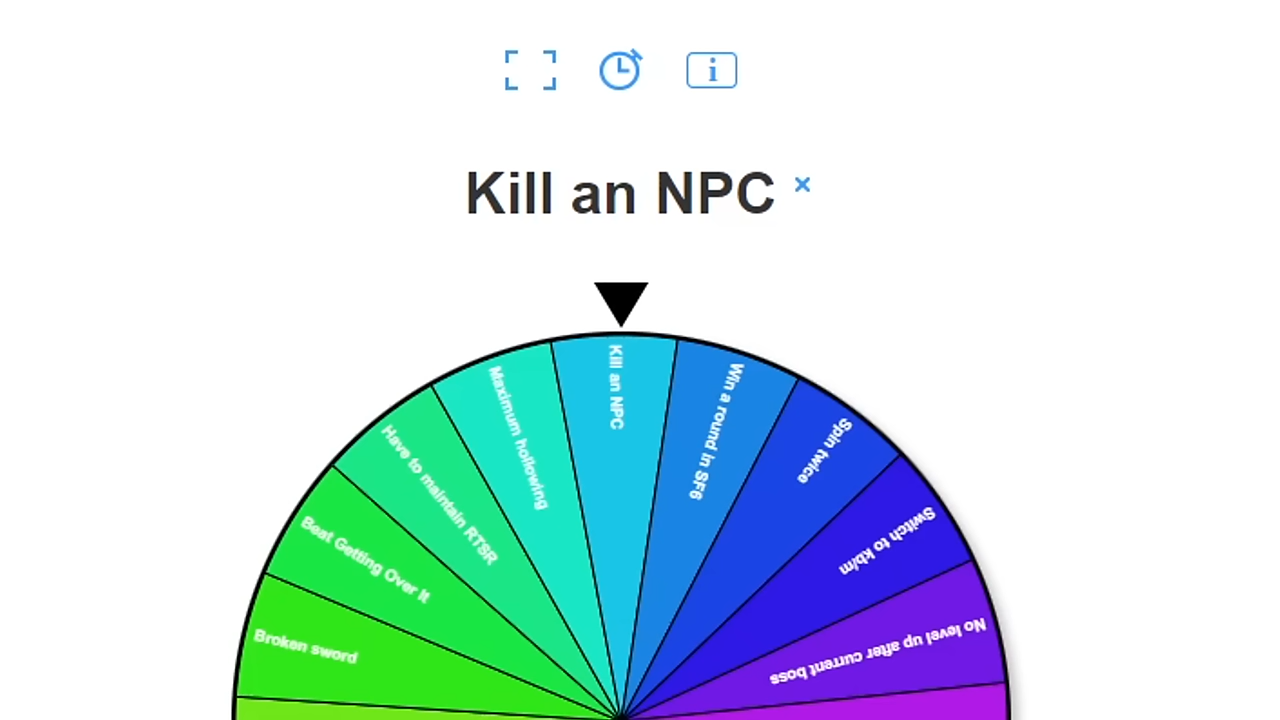 Kill an NPC
Kill an NPC
Win a round in SF6
Spin twice
Switch to kb/m
No level up after current boss
Maximum hollowing
Have to maintain RTSR
Beat Getting Over It
Broken sword